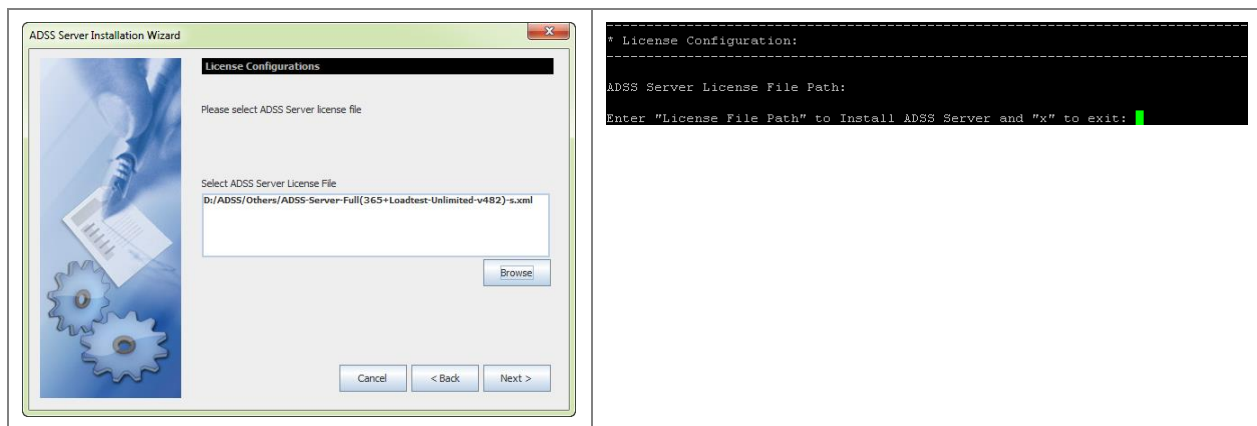 ADSS Server Installation Wizard
License Configurations
Please select ADSS Server license file
Select ADSS Server License File
D:/ADSS/Others/ADSS-Server-Full(365+Loadtest-Unlimited-v482)-s.xml
Browse
Cancel
< Back
Next >
* License Configuration:
ADSS Server License File Path:
Enter "License File Path" to Install ADSS Server and "x" to exit: